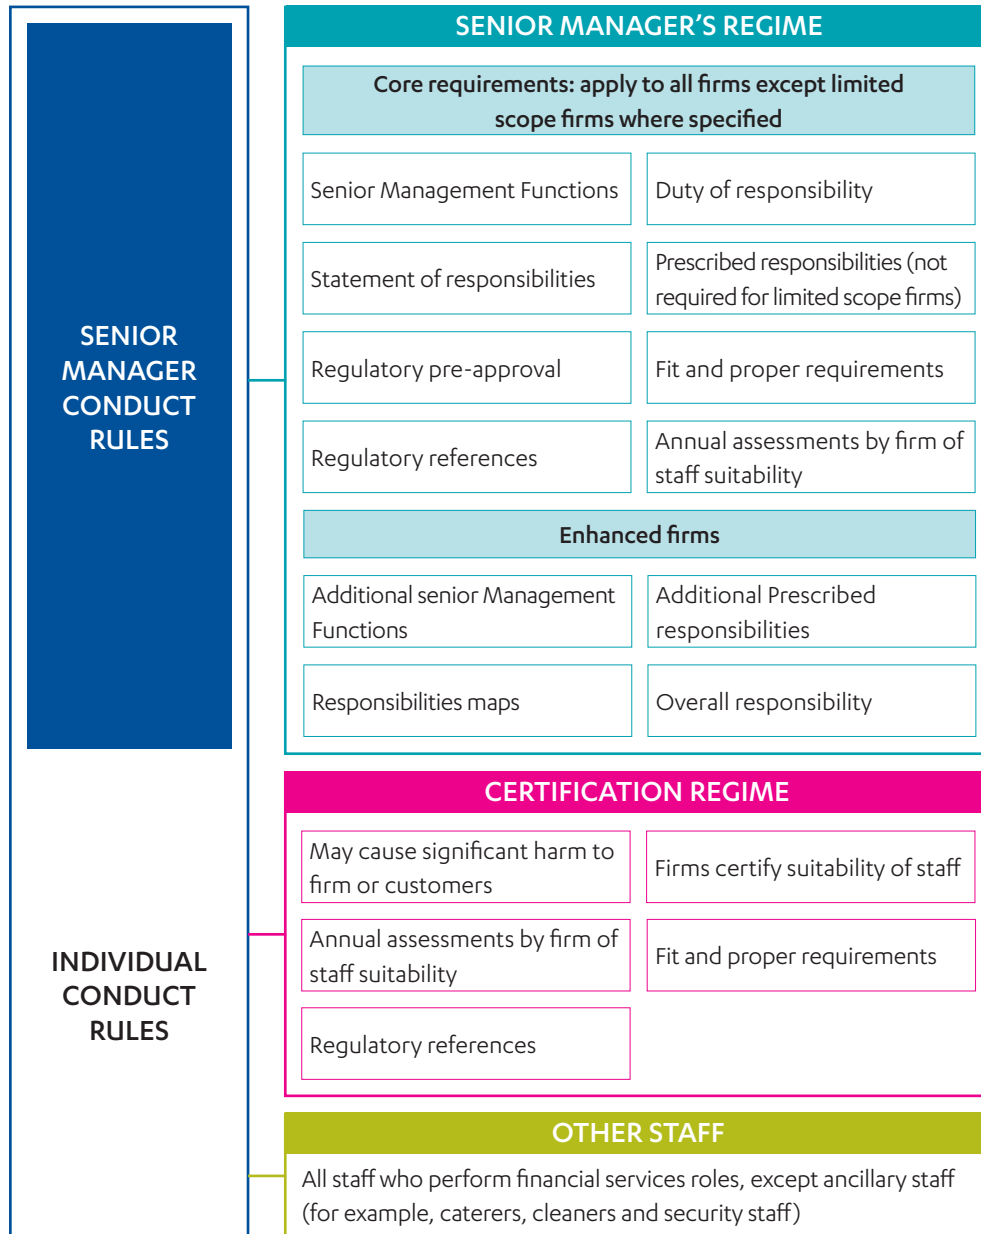 SENIOR
MANAGER
CONDUCT
RULES
INDIVIDUAL
CONDUCT
RULES
SENIOR MANAGER’S REGIME
Core requirements: apply to all firms except limited
scope firms where specified
Senior Management Functions
Duty of responsibility
Statement of responsibilities
Prescribed responsibilities (not
required for limited scope firms)
Regulatory pre-approval
Fit and proper requirements
Regulatory references
Annual assessments by firm of
staff suitability
Enhanced firms
Additional senior Management
Functions
Additional Prescribed
responsibilities
Responsibilities maps
Overall responsibility
CERTIFICATION REGIME
May cause significant harm to
firm or customers
Firms certify suitability of staff
Annual assessments by firm of
staff suitability
Fit and proper requirements
Regulatory references
OTHER STAFF
All staff who perform financial services roles, except ancillary staff
(for example, caterers, cleaners and security staff)